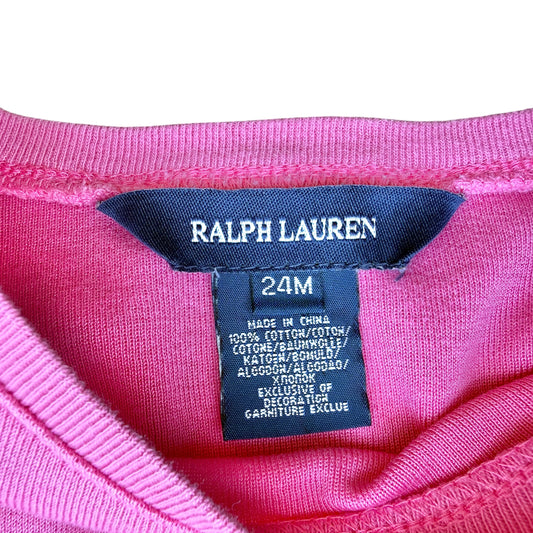 RALPH LAUREN
24M
MADE IN CHINA
100% COTTON/COTON/
COTONE/BAUMWOLLE/
KATOEN/BOMULD/
ALGODON/ALGODAO/
ХЛОПОК
EXCLUSIVE OF
DECORATION
GARNITURE EXCLUE